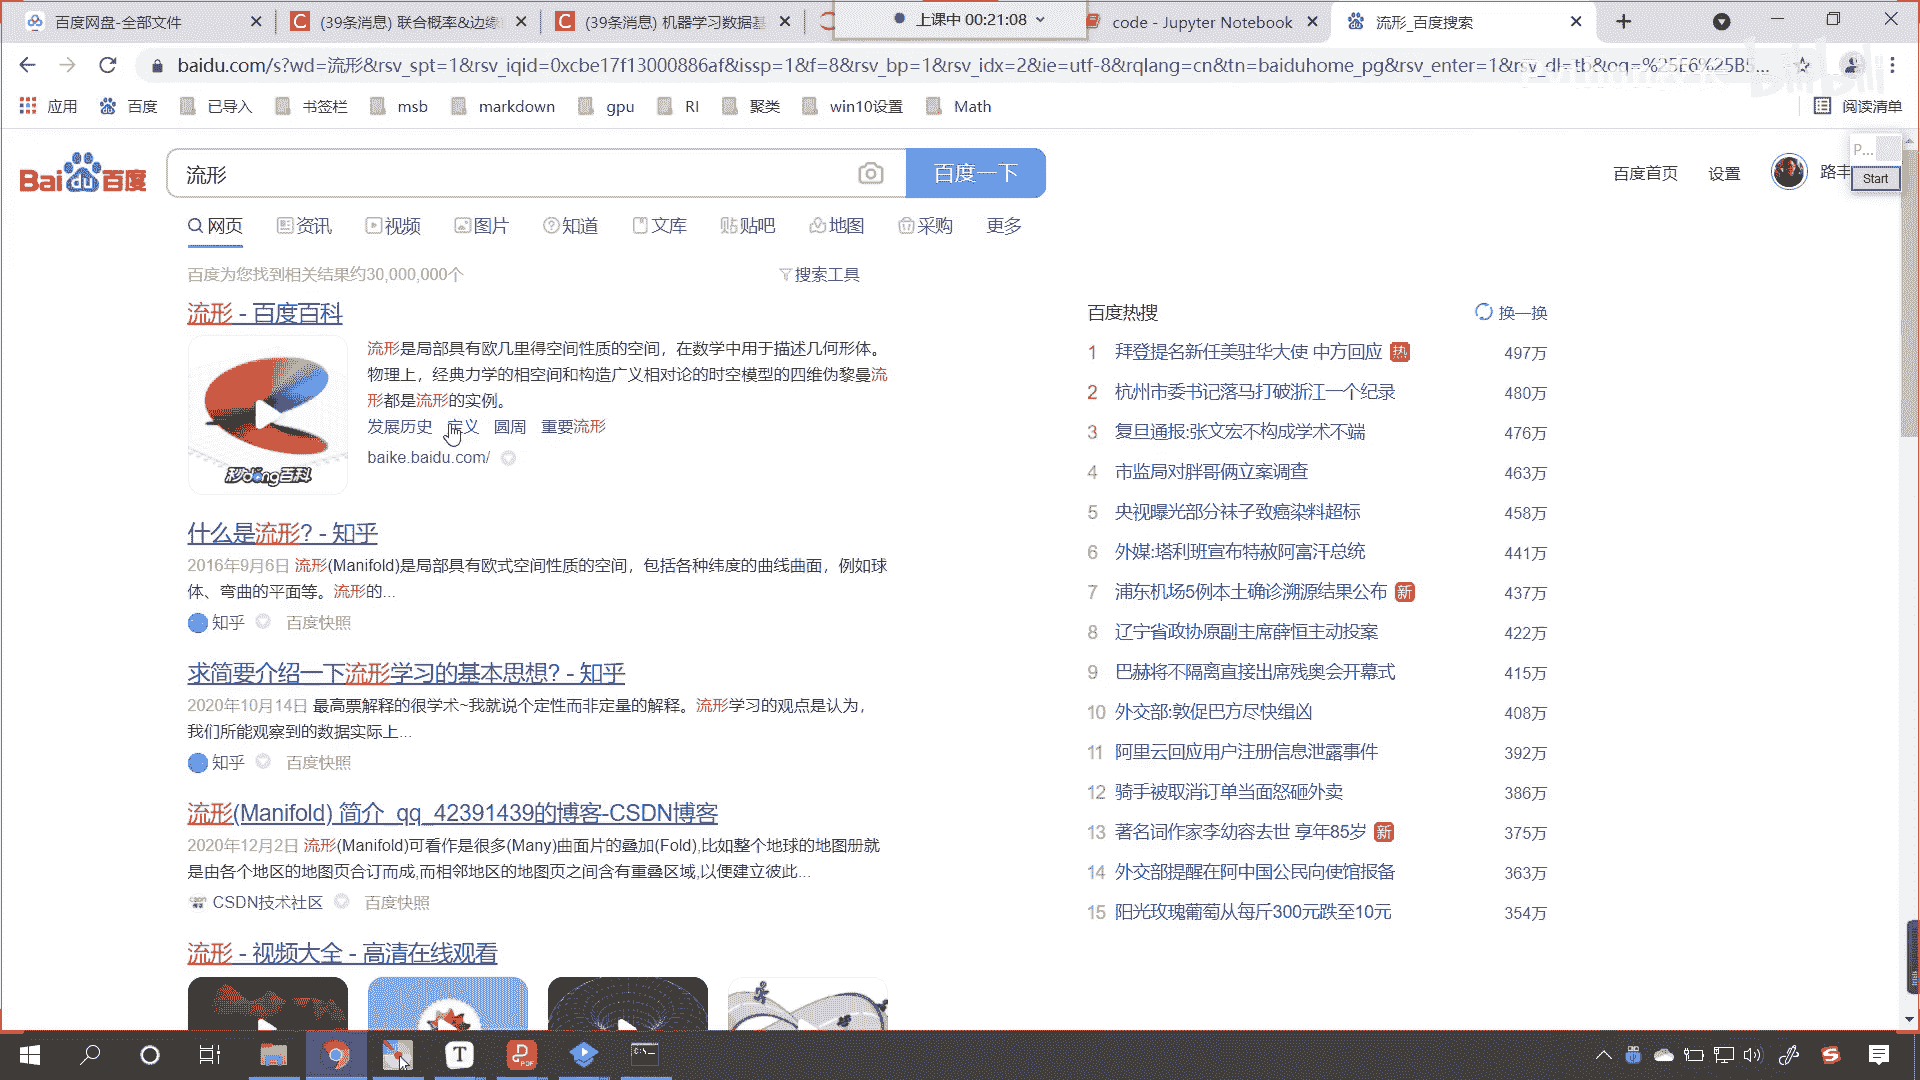 百度网盘-全部文件
(39条消息) 联合概率&边缘
(39条消息) 机器学习数据基
上课中 00:21:08
code - Jupyter Notebook
流形_百度搜索
baidu.com/s?wd=流形&rsv_spt=1&rsv_iqid=0xcbe17f13000886af&issp=1&f=8&rsv_bp=1&rsv_idx=2&ie=utf-8&rqlang=cn&tn=baiduhome_pg&rsv_enter=1&rsv_dl=tb&oq=%25E6%25B5...
应用
百度
已导入
书签栏
msb
markdown
gpu
RI
聚类
win10设置
Math
阅读清单
Bai du 百度
流形
百度一下
百度首页
设置
路丰
P...
Start
网页
资讯
视频
图片
知道
文库
贴吧
地图
采购
更多
百度为您找到相关结果约30,000,000个
搜索工具
流形 - 百度百科
流形是局部具有欧几里得空间性质的空间，在数学中用于描述几何形体。
物理上，经典力学的相空间和构造广义相对论的时空模型的四维伪黎曼流
形都是流形的实例。
发展历史 定义 圆周 重要流形
baike.baidu.com/
秒dong百科
什么是流形? - 知乎
2016年9月6日 流形(Manifold)是局部具有欧式空间性质的空间，包括各种纬度的曲线曲面，例如球
体、弯曲的平面等。流形的...
知乎 百度快照
求简要介绍一下流形学习的基本思想? - 知乎
2020年10月14日 最高票解释的很学术~我就说个定性而非定量的解释。流形学习的观点是认为，
我们所能观察到的数据实际上...
知乎 百度快照
流形(Manifold) 简介_qq_42391439的博客-CSDN博客
2020年12月2日 流形(Manifold)可看作是很多(Many)曲面片的叠加(Fold),比如整个地球的地图册就
是由各个地区的地图页合订而成,而相邻地区的地图页之间含有重叠区域,以便建立彼此...
CSDN技术社区 百度快照
流形 - 视频大全 - 高清在线观看
百度热搜
换一换
1 拜登提名新任美驻华大使 中方回应 热 497万
2 杭州市委书记落马打破浙江一个纪录 480万
3 复旦通报:张文宏不构成学术不端 476万
4 市监局对胖哥俩立案调查 463万
5 央视曝光部分袜子致癌染料超标 458万
6 外媒:塔利班宣布特赦阿富汗总统 441万
7 浦东机场5例本土确诊溯源结果公布 新 437万
8 辽宁省政协原副主席薛恒主动投案 422万
9 巴赫将不隔离直接出席残奥会开幕式 415万
10 外交部:敦促巴方尽快缉凶 408万
11 阿里云回应用户注册信息泄露事件 392万
12 骑手被取消订单当面怒砸外卖 386万
13 著名词作家李幼容去世 享年85岁 新 375万
14 外交部提醒在阿中国公民向使馆报备 363万
15 阳光玫瑰葡萄从每斤300元跌至10元 354万